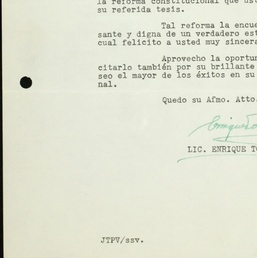 la reforma constitucional que ust
su referida tesis.
Tal reforma la encue
sante y digna de un verdadero est
cual felicito a usted muy sincera
Aprovecho la oportun
citarlo también por su brillante
seo el mayor de los éxitos en su
nal.
Quedo su Afmo. Atto.
LIC. ENRIQUE TO
JTPV/ssv.